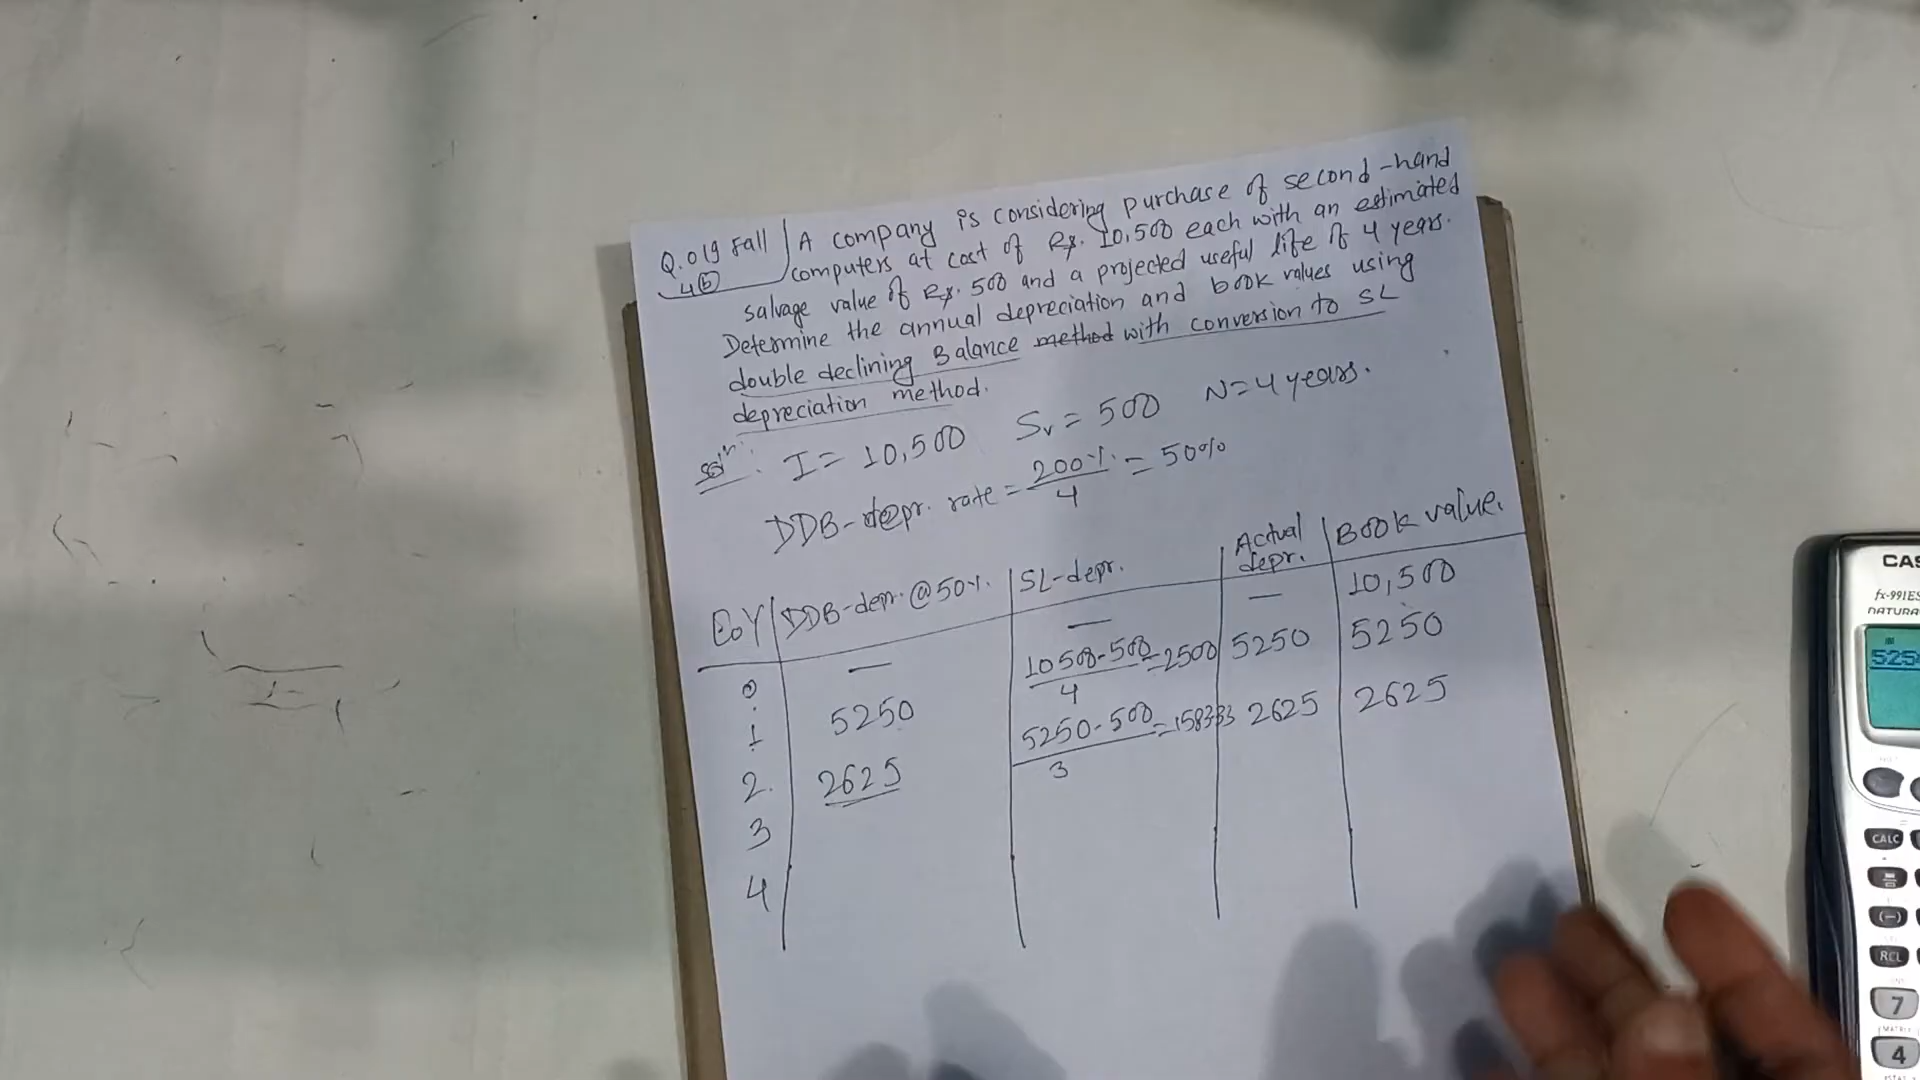 Q.019 Fall
4(b)
A company is considering purchase of second-hand
computers at cost of Rs. 10,500 each with an estimated
salvage value of Rs. 500 and a projected useful life of 4 years.
Determine the annual depreciation and book values using
double declining Balance method with conversion to SL
depreciation method.
Solⁿ: I = 10,500 Sv = 500 N = 4 years.
DDB-depr. rate = 200%/4 = 50%
EoY DDB-depr. @50%. SL-depr. Actual depr. Book value.
0 — — — 10,500
1 5250 10500-500/4 = 2500 5250 5250
2. 2625 5250-500/3 = 1583.33 2625 2625
3
4
CAS
fx-991ES
NATURA
525
CALC
(-)
RCL
7
MATRIX
4